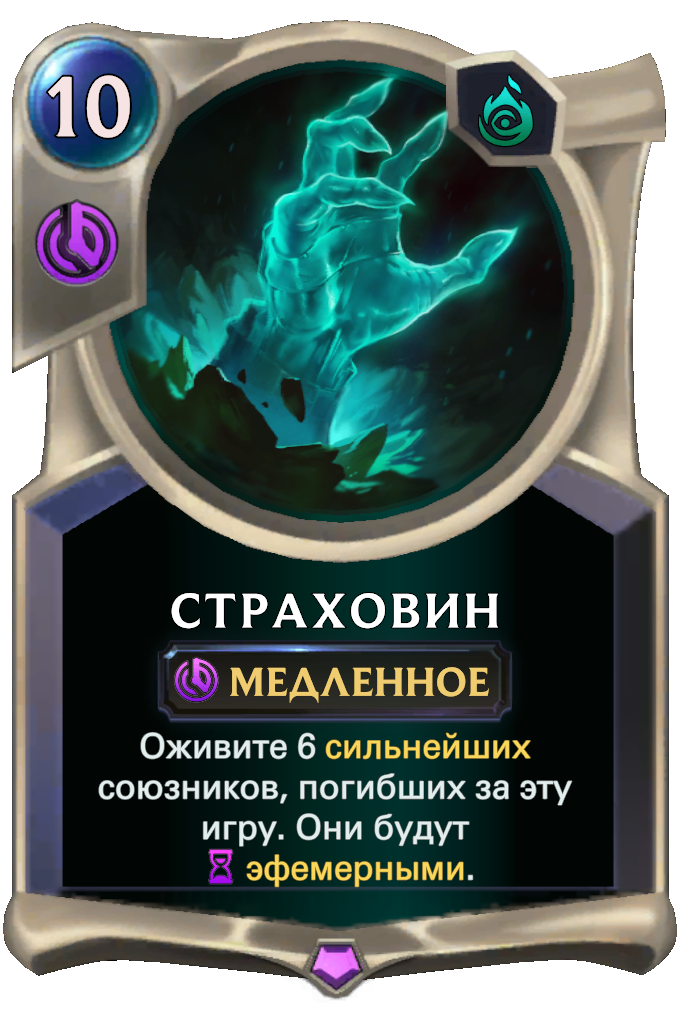 10
СТРАХОВИН
МЕДЛЕННОЕ
Оживите 6 сильнейших
союзников, погибших за эту
игру. Они будут
эфемерными.